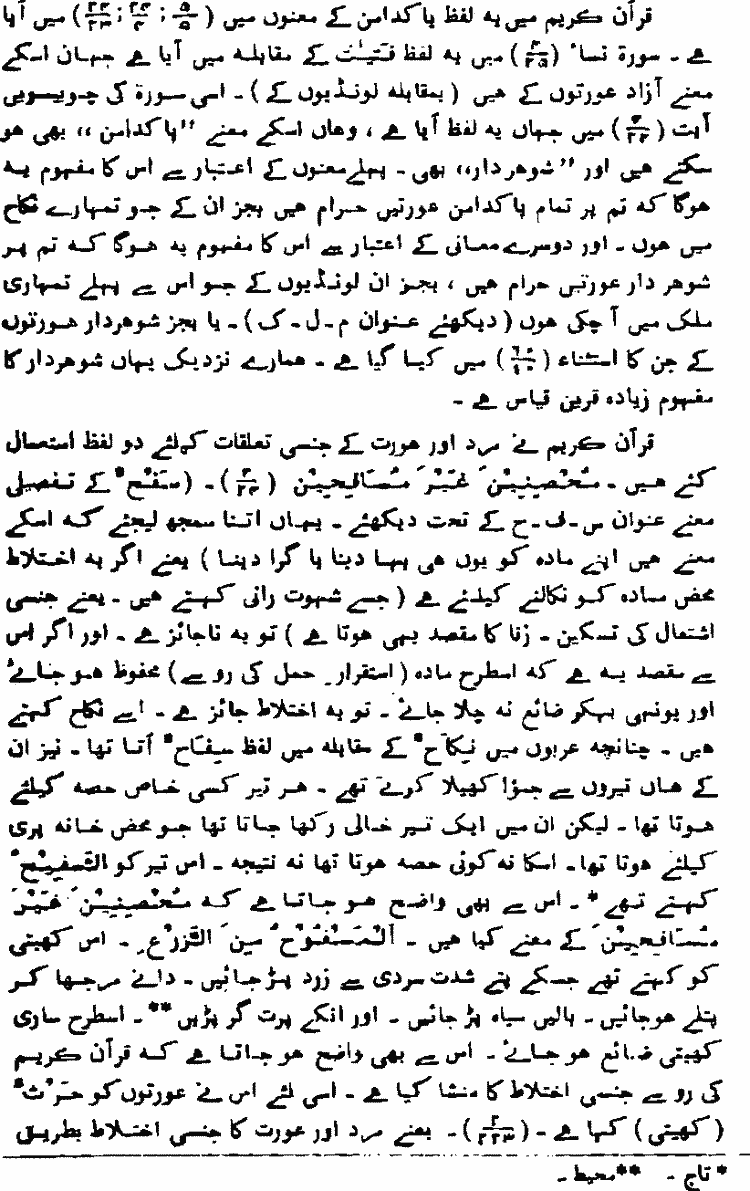 قرآن کریم میں یہ لفظ پاکدامن کے معنوں میں (۵/۵ ; ۲۴/۴ ; ۲۴/۲۳) میں آیا
ہے ۔ سورۃ نساء (۴/۲۵) میں یہ لفظ فَتَیٰت کے مقابلہ میں آیا ہے جہاں اسکے
معنے آزاد عورتوں کے ہیں (بمقابلہ لونڈیوں کے) ۔ اسی سورۃ کی چوبیسویں
آیت (۴/۲۴) میں جہاں یہ لفظ آیا ہے ، وہاں اسکے معنے ”پاکدامن،، بھی ہو
سکتے ہیں اور ”شوہردار،، بھی ۔ پہلے معنوں کے اعتبار سے اس کا مفہوم یہ
ہوگا کہ تم پر تمام پاکدامن عورتیں حرام ہیں بجز ان کے جو تمہارے نکاح
میں ہوں ۔ اور دوسرے معانی کے اعتبار سے اس کا مفہوم یہ ہوگا کہ تم پر
شوہر دار عورتیں حرام ہیں ، بجز ان لونڈیوں کے جو اس سے پہلے تمہاری
ملک میں آ چکی ہوں (دیکھئے عنوان م ۔ ل ۔ ک) ۔ یا بجز شوہردار عورتوں
کے جن کا استثناء (۶۰/۱۰) میں کیا گیا ہے ۔ ہمارے نزدیک یہاں شوہردار کا
مفہوم زیادہ قرین قیاس ہے ۔
قرآن کریم نے مرد اور عورت کے جنسی تعلقات کیلئے دو لفظ استعمال
کئے ہیں ۔ مُحْصِنِیْنَ غَیْرَ مُسَافِحِیْنَ (۴/۲۴) ۔ (سَفْحٌ کے تفصیلی
معنے عنوان س ۔ ف ۔ ح کے تحت دیکھئے ۔ یہاں اتنا سمجھ لیجئے کہ اسکے
معنے ہیں اپنے مادہ کو یوں ہی بہا دینا یا گرا دینا) یعنے اگر یہ اختلاط
محض مادہ کو نکالنے کیلئے ہے (جسے شہوت رانی کہتے ہیں ۔ یعنے جنسی
اشتعال کی تسکین ۔ زنا کا مقصد یہی ہوتا ہے) تو یہ ناجائز ہے ۔ اور اگر اس
سے مقصد یہ ہے کہ اسطرح مادہ (استقرار حمل کی رو سے) محفوظ ہو جائے
اور یونہی بہکر ضائع نہ چلا جائے ۔ تو یہ اختلاط جائز ہے ۔ اسے نکاح کہتے
ہیں ۔ چنانچہ عربوں میں نِکَاحٌ کے مقابلہ میں لفظ سِفَاحٌ آتا تھا ۔ نیز ان
کے ہاں تیروں سے جؤا کھیلا کرتے تھے ۔ ہر تیر کسی خاص حصہ کیلئے
ہوتا تھا ۔ لیکن ان میں ایک تیر خالی رکھا جاتا تھا جو محض خانہ پری
کیلئے ہوتا تھا ۔ اسکا نہ کوئی حصہ ہوتا تھا نہ نتیجہ ۔ اس تیر کو السَّفِیْحُ
کہتے تھے* ۔ اس سے بھی واضح ہو جاتا ہے کہ مُحْصِنِیْنَ غَیْرَ
مُسَافِحِیْنَ کے معنے کیا ہیں ۔ اَلْمَسْفُوْحُ مِنَ الزَّرْعِ ۔ اس کھیتی
کو کہتے تھے جسکے پتے شدت سردی سے زرد پڑ جائیں ۔ دانے مرجھا کر
پتلے ہوجائیں ۔ بالیں سیاہ پڑ جائیں ۔ اور انکے پرت گر پڑیں** ۔ اسطرح ساری
کھیتی ضائع ہو جائے ۔ اس سے بھی واضح ہو جاتا ہے کہ قرآن کریم
کی رو سے جنسی اختلاط کا منشا کیا ہے ۔ اسی لئے اس نے عورتوں کو حَرْثٌ
(کھیتی) کہا ہے ۔ (۲/۲۲۳) ۔ یعنے مرد اور عورت کا جنسی اختلاط بطریق
*تاج ۔ **محیط ۔